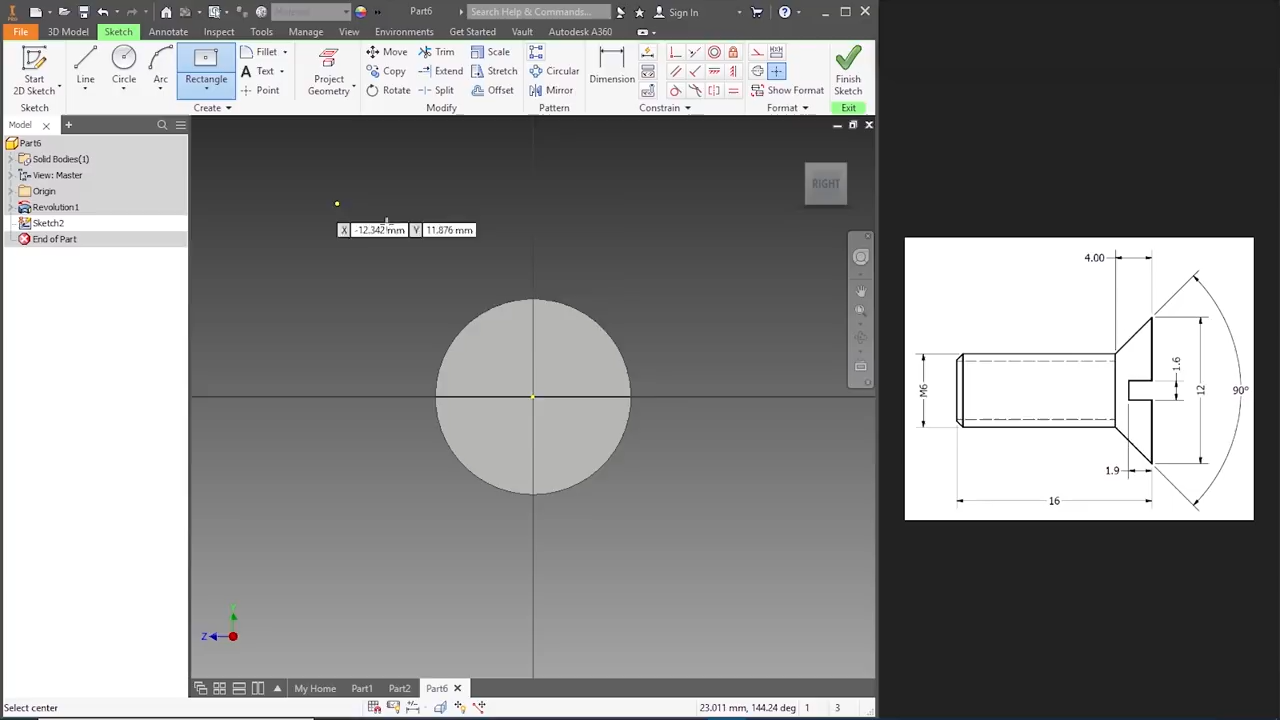 Material
Part6
Search Help & Commands...
Sign In
File
3D Model
Sketch
Annotate
Inspect
Tools
Manage
View
Environments
Get Started
Vault
Autodesk A360
Start
2D Sketch
Sketch
Line
Circle
Arc
Rectangle
Fillet
Text
Point
Create
Project
Geometry
Move
Copy
Rotate
Trim
Extend
Split
Scale
Stretch
Offset
Modify
Circular
Mirror
Pattern
Dimension
Constrain
Show Format
Format
Finish
Sketch
Exit
Model
Part6
Solid Bodies(1)
View: Master
Origin
Revolution1
Sketch2
End of Part
X -12.342 mm Y 11.876 mm
RIGHT
Z
4.00
M6
1.6
12
90°
1.9
16
My Home
Part1
Part2
Part6
Select center
23.011 mm, 144.24 deg
1
3